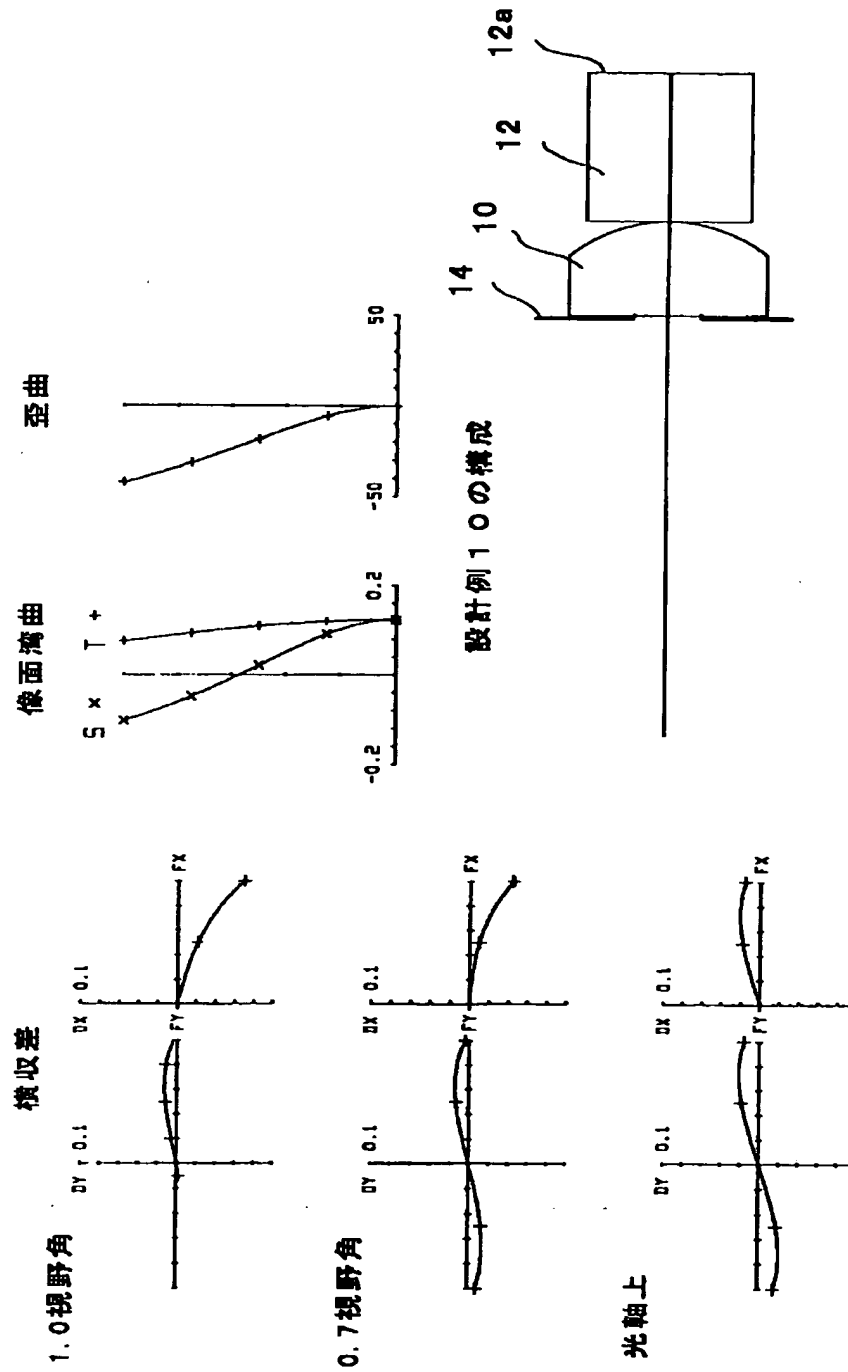 横収差
1.0視野角
DY 0.1
FY
DX 0.1
FX
0.7視野角
DY 0.1
FY
DX 0.1
FX
光軸上
DY 0.1
FY
DX 0.1
FX
像面湾曲
S × T +
-0.2 0.2
歪曲
-50 50
設計例10の構成
14
10
12
12a